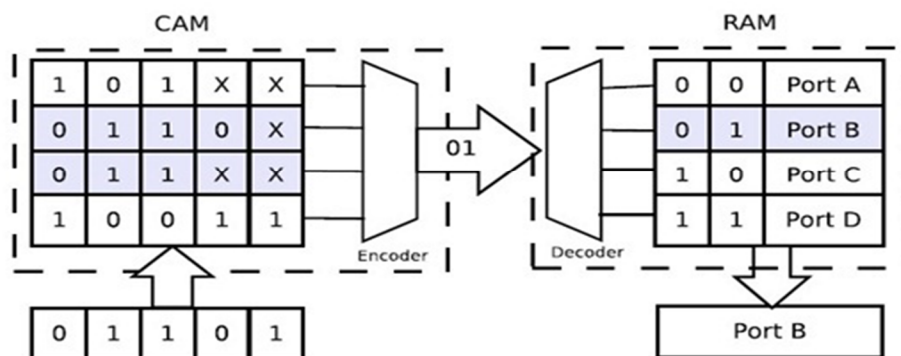 CAM
RAM
1 0 1 X X
0 1 1 0 X
0 1 1 X X
1 0 0 1 1
Encoder
01
Decoder
0 0 Port A
0 1 Port B
1 0 Port C
1 1 Port D
0 1 1 0 1
Port B